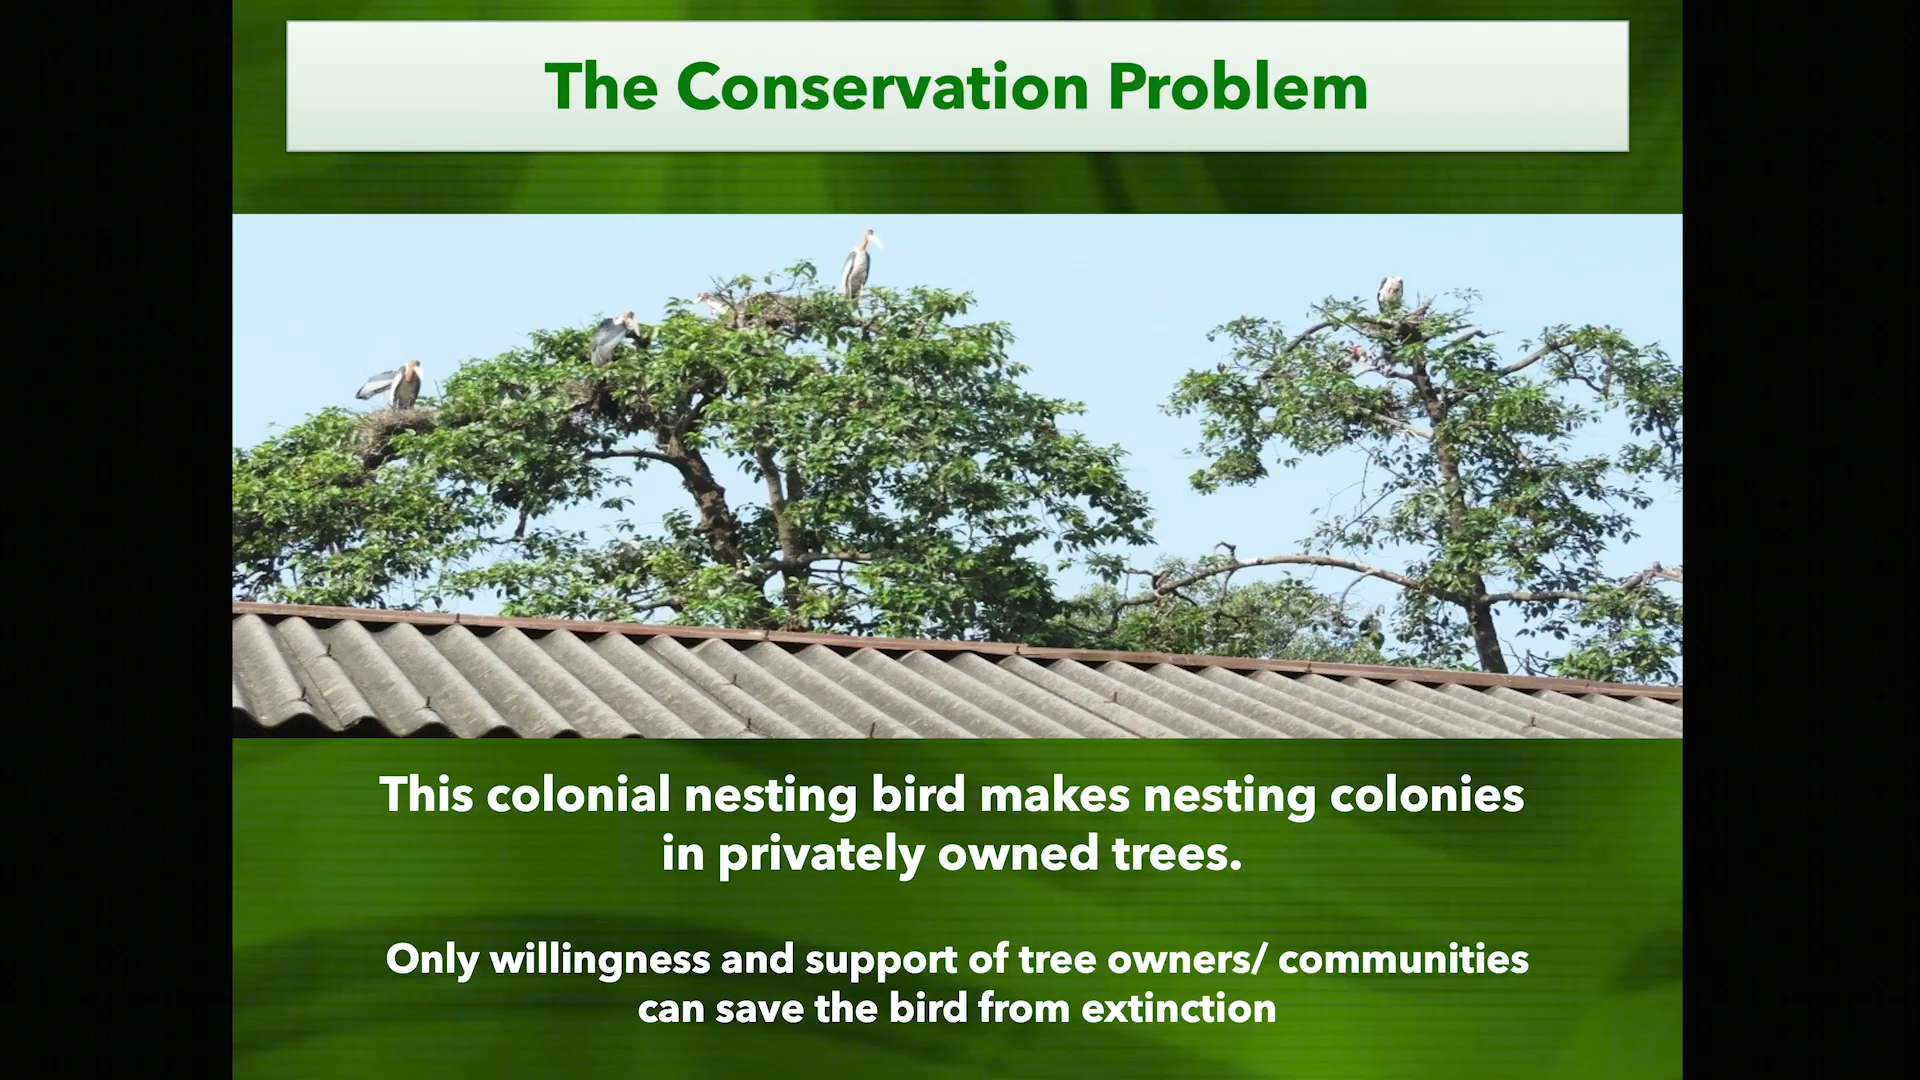 The Conservation Problem
This colonial nesting bird makes nesting colonies
in privately owned trees.
Only willingness and support of tree owners/ communities
can save the bird from extinction